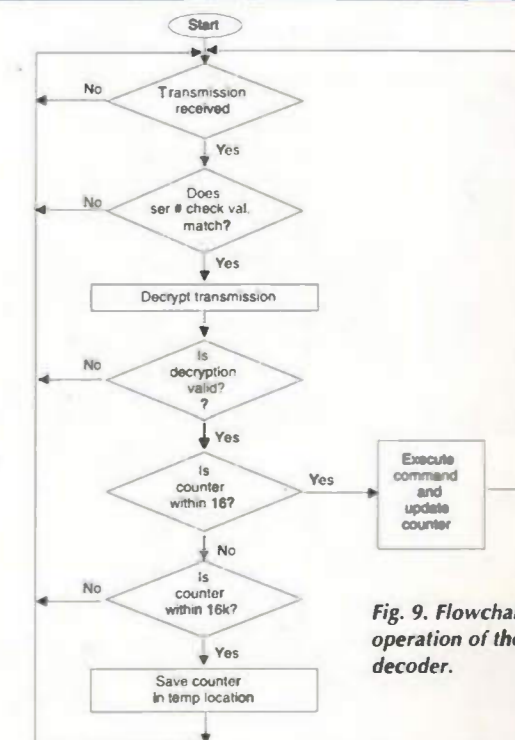 Start
No
Transmission
received
Yes
Does
ser # check val.
match?
No
Yes
Decrypt transmission
Is
decryption
valid?
?
No
Yes
Is
counter
within 16?
Yes
Execute
command
and
update
counter
No
Is
counter
within 16k?
No
Yes
Save counter
in temp location
Fig. 9.
operation of the
decoder.